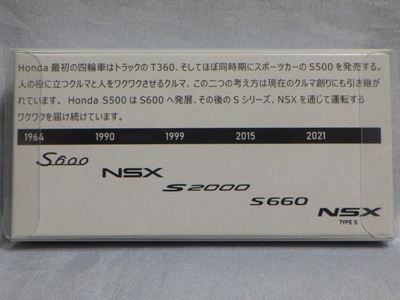 Honda 最初の四輪車はトラックの T360、そしてほぼ同時期にスポーツカーの S500 を発売する。
人の役に立つクルマと人をワクワクさせるクルマ、この二つの考え方は現在のクルマ創りにも引き継が
れています。 Honda S500 は S600 へ発展、その後の S シリーズ、NSX を通じて運転する
ワクワクを届け続けています。
1964 1990 1999 2015 2021
S600
NSX
S2000
S660
NSX
TYPE S